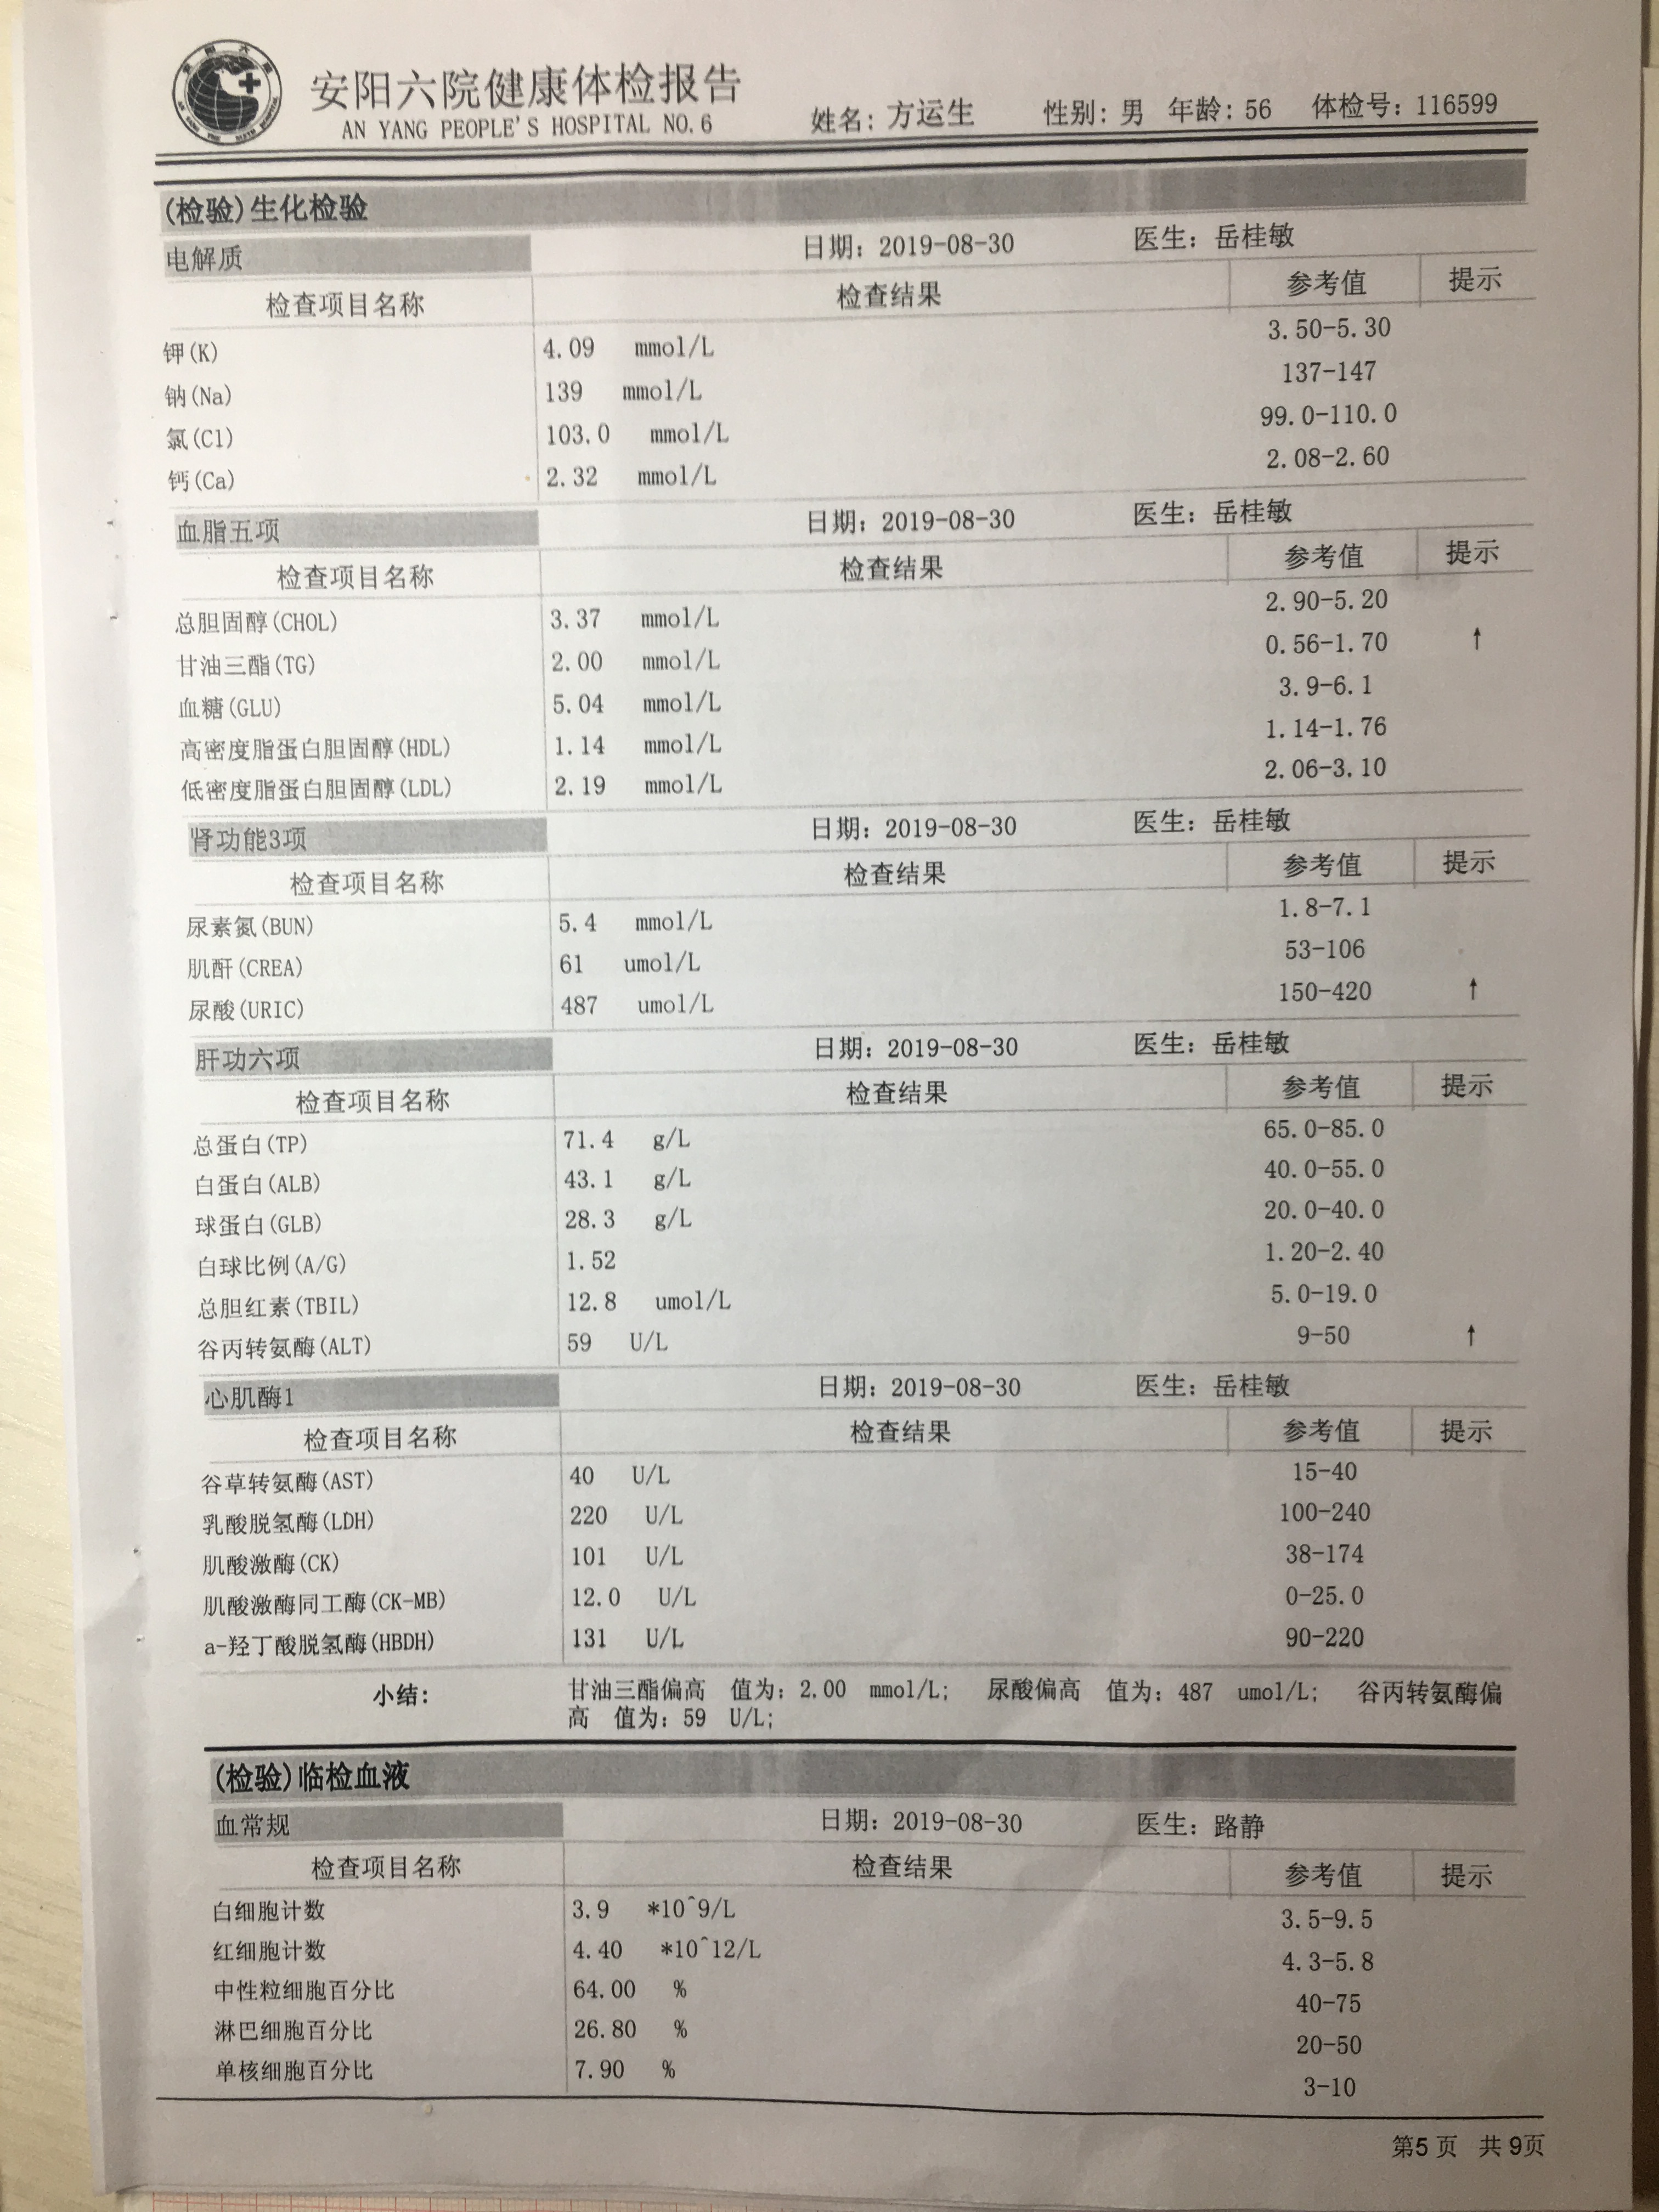 安阳六院健康体检报告
AN YANG PEOPLE'S HOSPITAL NO.6 姓名: 方运生 性别: 男 年龄: 56 体检号: 116599
(检验)生化检验
电解质 日期: 2019-08-30 医生: 岳桂敏
检查项目名称 检查结果 参考值 提示
钾(K) 4.09 mmol/L 3.50-5.30
钠(Na) 139 mmol/L 137-147
氯(Cl) 103.0 mmol/L 99.0-110.0
钙(Ca) 2.32 mmol/L 2.08-2.60
血脂五项 日期: 2019-08-30 医生: 岳桂敏
检查项目名称 检查结果 参考值 提示
总胆固醇(CHOL) 3.37 mmol/L 2.90-5.20
甘油三酯(TG) 2.00 mmol/L 0.56-1.70 ↑
血糖(GLU) 5.04 mmol/L 3.9-6.1
高密度脂蛋白胆固醇(HDL) 1.14 mmol/L 1.14-1.76
低密度脂蛋白胆固醇(LDL) 2.19 mmol/L 2.06-3.10
肾功能3项 日期: 2019-08-30 医生: 岳桂敏
检查项目名称 检查结果 参考值 提示
尿素氮(BUN) 5.4 mmol/L 1.8-7.1
肌酐(CREA) 61 umol/L 53-106
尿酸(URIC) 487 umol/L 150-420 ↑
肝功六项 日期: 2019-08-30 医生: 岳桂敏
检查项目名称 检查结果 参考值 提示
总蛋白(TP) 71.4 g/L 65.0-85.0
白蛋白(ALB) 43.1 g/L 40.0-55.0
球蛋白(GLB) 28.3 g/L 20.0-40.0
白球比例(A/G) 1.52 1.20-2.40
总胆红素(TBIL) 12.8 umol/L 5.0-19.0
谷丙转氨酶(ALT) 59 U/L 9-50 ↑
心肌酶1 日期: 2019-08-30 医生: 岳桂敏
检查项目名称 检查结果 参考值 提示
谷草转氨酶(AST) 40 U/L 15-40
乳酸脱氢酶(LDH) 220 U/L 100-240
肌酸激酶(CK) 101 U/L 38-174
肌酸激酶同工酶(CK-MB) 12.0 U/L 0-25.0
a-羟丁酸脱氢酶(HBDH) 131 U/L 90-220
小结: 甘油三酯偏高 值为: 2.00 mmol/L; 尿酸偏高 值为: 487 umol/L; 谷丙转氨酶偏
高 值为: 59 U/L;
(检验)临检血液
血常规 日期: 2019-08-30 医生: 路静
检查项目名称 检查结果 参考值 提示
白细胞计数 3.9 *10^9/L 3.5-9.5
红细胞计数 4.40 *10^12/L 4.3-5.8
中性粒细胞百分比 64.00 % 40-75
淋巴细胞百分比 26.80 % 20-50
单核细胞百分比 7.90 % 3-10
第5页 共9页